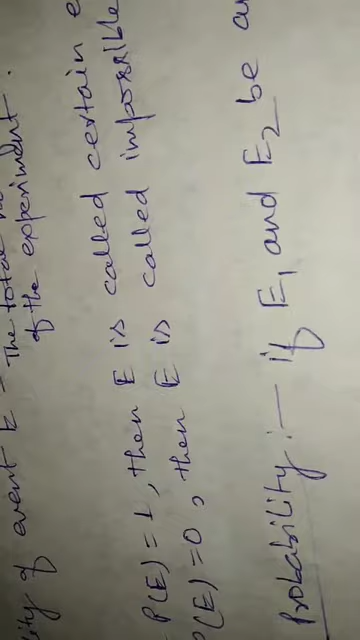 of event E - The total no
of the experiment.
P(E) = 1, then E is called certain e
P(E) = 0, then E is called impossible
Probability :- if E1 and E2 be a